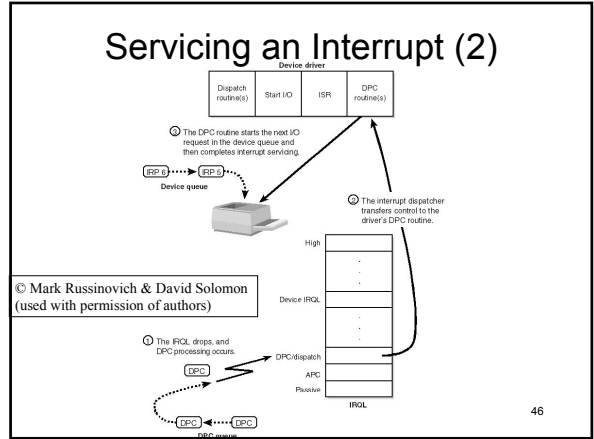 Servicing an Interrupt (2)
Device driver
Dispatch
routine(s)
Start I/O
ISR
DPC
routine(s)
③ The DPC routine starts the next I/O
request in the device queue and
then completes interrupt servicing.
IRP 6
IRP 5
Device queue
② The interrupt dispatcher
transfers control to the
driver's DPC routine.
High
Device IRQL
© Mark Russinovich & David Solomon
(used with permission of authors)
① The IRQL drops, and
DPC processing occurs.
DPC
DPC/dispatch
APC
Passive
IRQL
DPC
DPC
DPC queue
46